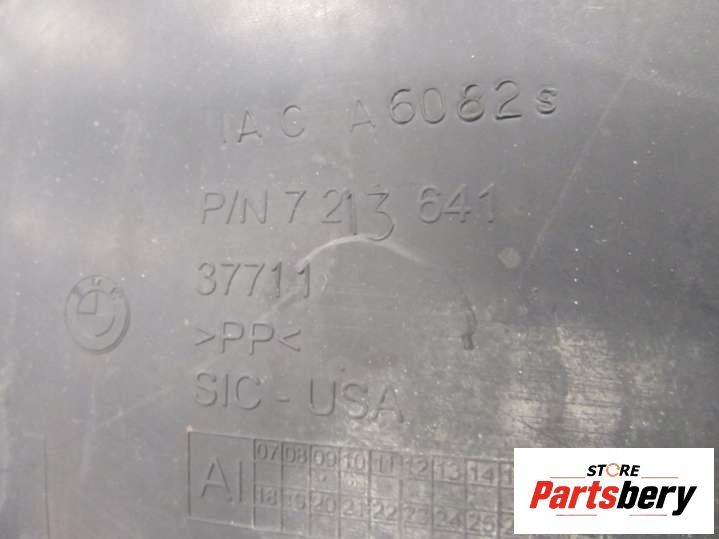 IAC A6082s
P/N 7 213 641
37711
>PP<
SIC - USA
AI 07 08 09 10 11 12 13 14
18 19 20 21 22 23 24 25
STORE
Partsbery